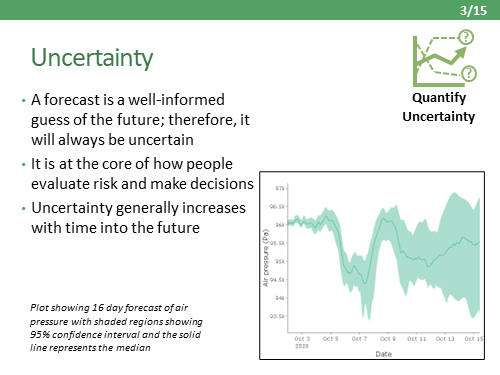 3/15
Uncertainty
?
?
Quantify
Uncertainty
• A forecast is a well-informed
guess of the future; therefore, it
will always be uncertain
• It is at the core of how people
evaluate risk and make decisions
• Uncertainty generally increases
with time into the future
Plot showing 16 day forecast of air
pressure with shaded regions showing
95% confidence interval and the solid
line represents the median
Air pressure (Pa)
97k
96.5k
96k
95.5k
95k
94.5k
94k
93.5k
Oct 3 Oct 5 Oct 7 Oct 9 Oct 11 Oct 13 Oct 15
2020
Date